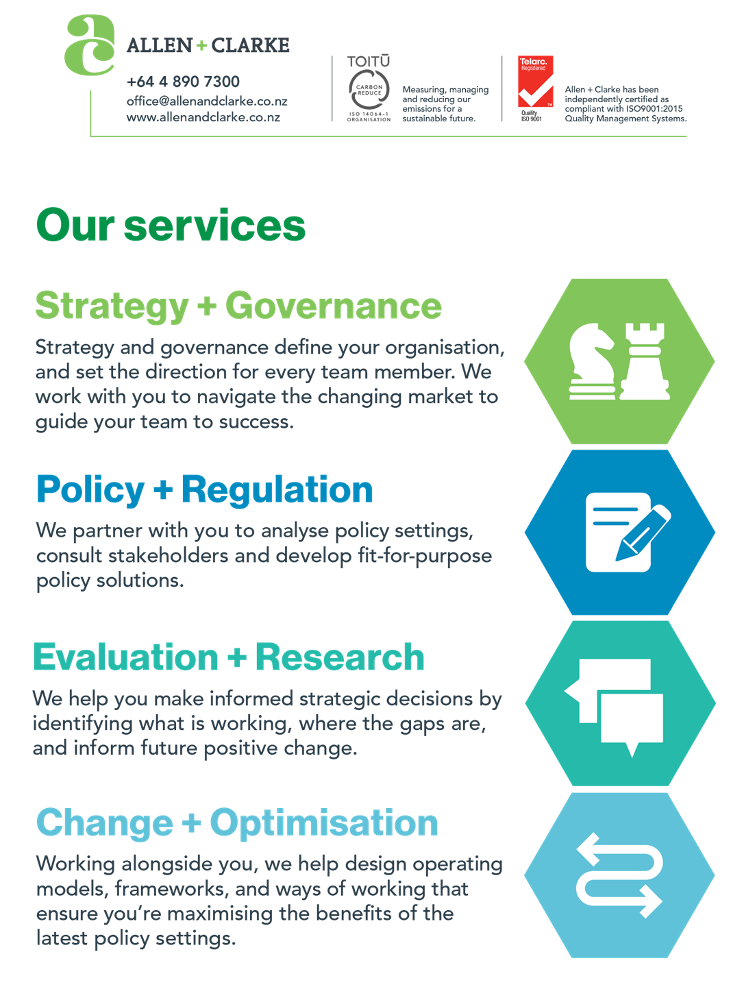 ac
ALLEN + CLARKE
+64 4 890 7300
office@allenandclarke.co.nz
www.allenandclarke.co.nz
TOITŪ
CARBON
REDUCE
ISO 14064-1
ORGANISATION
Measuring, managing
and reducing our
emissions for a
sustainable future.
Telarc.
Registered
TM
Quality
ISO 9001
Allen + Clarke has been
independently certified as
compliant with ISO9001:2015
Quality Management Systems.
Our services
Strategy + Governance
Strategy and governance define your organisation,
and set the direction for every team member. We
work with you to navigate the changing market to
guide your team to success.
Policy + Regulation
We partner with you to analyse policy settings,
consult stakeholders and develop fit-for-purpose
policy solutions.
Evaluation + Research
We help you make informed strategic decisions by
identifying what is working, where the gaps are,
and inform future positive change.
Change + Optimisation
Working alongside you, we help design operating
models, frameworks, and ways of working that
ensure you’re maximising the benefits of the
latest policy settings.